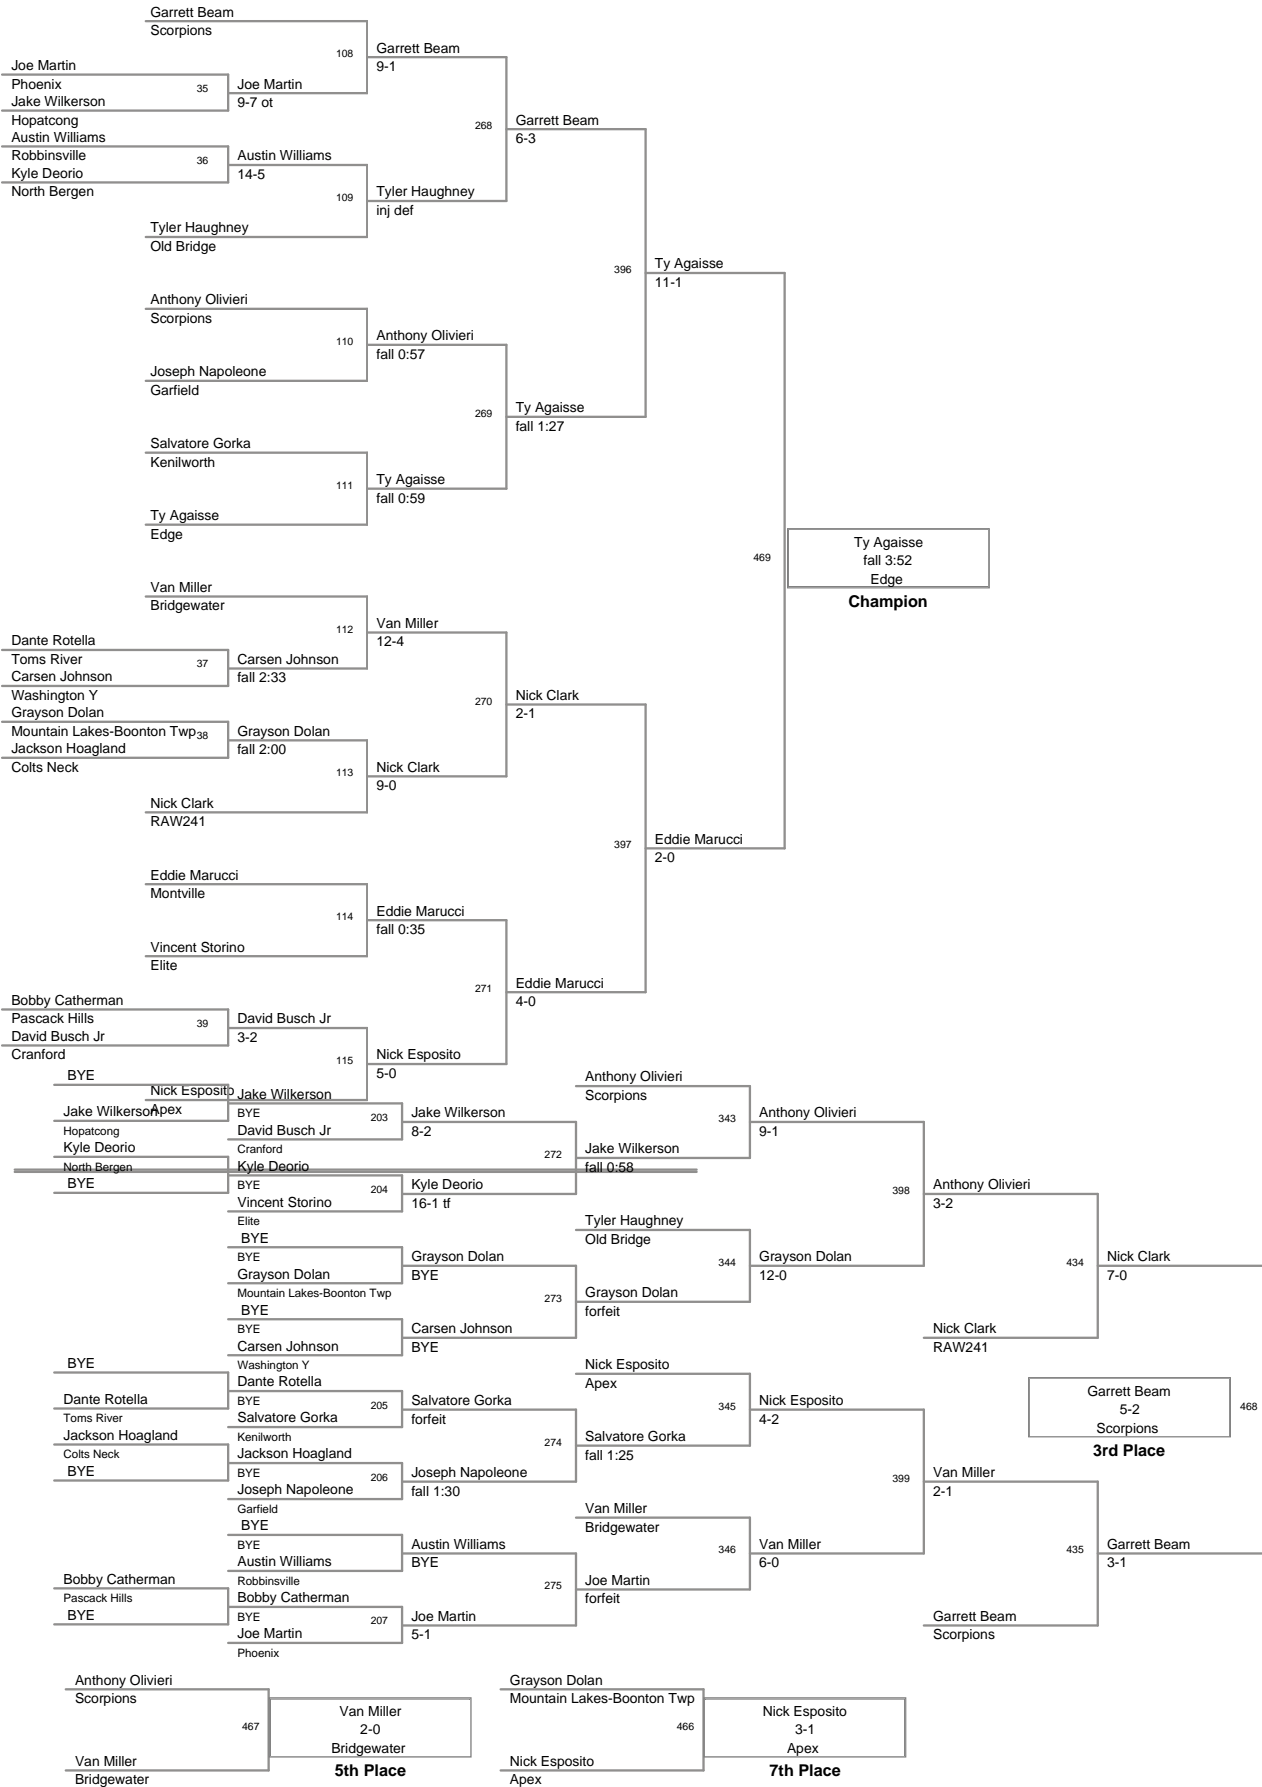 Garrett Beam
Scorpions
108
Garrett Beam
9-1
Joe Martin
Phoenix
35
Joe Martin
Jake Wilkerson
9-7 ot
Hopatcong
268
Garrett Beam
6-3
Austin Williams
Robbinsville
36
Austin Williams
Kyle Deorio
14-5
North Bergen
109
Tyler Haughney
inj def
Tyler Haughney
Old Bridge
396
Ty Agaisse
11-1
Anthony Olivieri
Scorpions
110
Anthony Olivieri
fall 0:57
Joseph Napoleone
Garfield
269
Ty Agaisse
fall 1:27
Salvatore Gorka
Kenilworth
111
Ty Agaisse
fall 0:59
Ty Agaisse
Edge
469
Ty Agaisse
fall 3:52
Edge
Champion
Van Miller
Bridgewater
112
Van Miller
12-4
Dante Rotella
Toms River
37
Carsen Johnson
Carsen Johnson
fall 2:33
Washington Y
270
Nick Clark
2-1
Grayson Dolan
Mountain Lakes-Boonton Twp
38
Grayson Dolan
Jackson Hoagland
fall 2:00
Colts Neck
113
Nick Clark
9-0
Nick Clark
RAW241
397
Eddie Marucci
2-0
Eddie Marucci
Montville
114
Eddie Marucci
fall 0:35
Vincent Storino
Elite
271
Eddie Marucci
4-0
Bobby Catherman
Pascack Hills
39
David Busch Jr
David Busch Jr
3-2
Cranford
115
Nick Esposito
5-0
Nick Esposito
Apex
BYE
Jake Wilkerson
Jake Wilkerson
Hopatcong
BYE
203
Jake Wilkerson
David Busch Jr
8-2
Cranford
Kyle Deorio
North Bergen
Kyle Deorio
BYE
BYE
204
Kyle Deorio
Vincent Storino
16-1 tf
Elite
272
Jake Wilkerson
fall 0:58
Anthony Olivieri
Scorpions
343
Anthony Olivieri
9-1
BYE
BYE
Grayson Dolan
Grayson Dolan
BYE
Mountain Lakes-Boonton Twp
273
Grayson Dolan
forfeit
BYE
BYE
Carsen Johnson
Carsen Johnson
BYE
Washington Y
Tyler Haughney
Old Bridge
344
Grayson Dolan
12-0
398
Anthony Olivieri
3-2
434
Nick Clark
7-0
Nick Clark
RAW241
BYE
Dante Rotella
Dante Rotella
Toms River
BYE
205
Salvatore Gorka
Salvatore Gorka
forfeit
Kenilworth
Jackson Hoagland
Colts Neck
Jackson Hoagland
BYE
BYE
206
Joseph Napoleone
Joseph Napoleone
fall 1:30
Garfield
274
Salvatore Gorka
fall 1:25
Nick Esposito
Apex
345
Nick Esposito
4-2
Garrett Beam
5-2
Scorpions
468
3rd Place
399
Van Miller
2-1
BYE
BYE
Austin Williams
Austin Williams
BYE
Robbinsville
Bobby Catherman
Pascack Hills
Bobby Catherman
BYE
BYE
207
Joe Martin
Joe Martin
5-1
Phoenix
275
Joe Martin
forfeit
Van Miller
Bridgewater
346
Van Miller
6-0
435
Garrett Beam
3-1
Garrett Beam
Scorpions
Anthony Olivieri
Scorpions
467
Van Miller
2-0
Bridgewater
5th Place
Van Miller
Bridgewater
Grayson Dolan
Mountain Lakes-Boonton Twp
466
Nick Esposito
3-1
Apex
7th Place
Nick Esposito
Apex